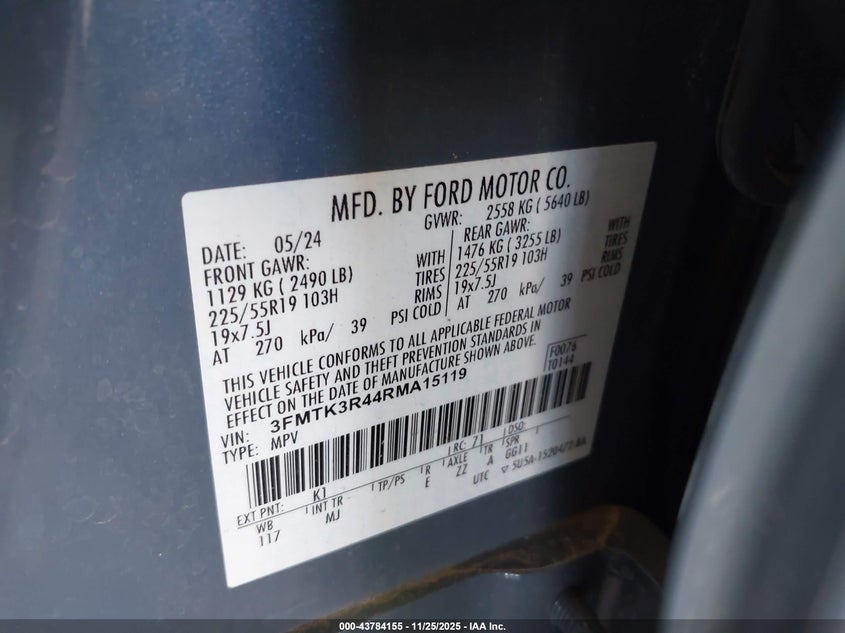 MFD. BY FORD MOTOR CO.
DATE: 05/24
GVWR: 2558 KG ( 5640 LB)
FRONT GAWR:
1129 KG ( 2490 LB)
WITH
225/55R19 103H
TIRES
19x7.5J
RIMS
AT 270 kPa/ 39 PSI COLD
REAR GAWR:
1476 KG ( 3255 LB)
WITH
225/55R19 103H
TIRES
19x7.5J
RIMS
AT 270 kPa/ 39 PSI COLD
THIS VEHICLE CONFORMS TO ALL APPLICABLE FEDERAL MOTOR
VEHICLE SAFETY AND THEFT PREVENTION STANDARDS IN
EFFECT ON THE DATE OF MANUFACTURE SHOWN ABOVE.
F0076
T0144
VIN: 3FMTK3R44RMA15119
TYPE: MPV
EXT PNT: K1
RC: 71
DSO:
WB
INT TR
TP/PS
R
AXLE
TR
SPR
117
MJ
E
ZZ
A
GG11
UTC
000-43784155 - 11/25/2025 - IAA Inc.